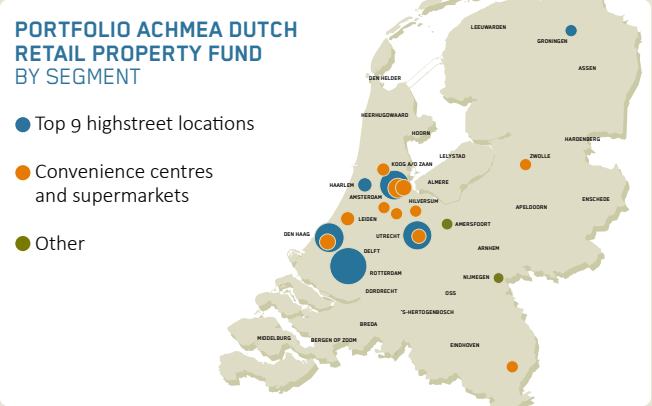 PORTFOLIO ACHMEA DUTCH
RETAIL PROPERTY FUND
BY SEGMENT
Top 9 highstreet locations
Convenience centres
and supermarkets
Other
LEEUWARDEN
GRONINGEN
ASSEN
DEN HELDER
HEERHUGOWAARD
HOORN
HARDENBERG
LELYSTAD
ZWOLLE
KOOG A/D ZAAN
HAARLEM
ALMERE
AMSTERDAM
HILVERSUM
ENSCHEDE
APELDOORN
LEIDEN
AMERSFOORT
DEN HAAG
UTRECHT
ARNHEM
DELFT
ROTTERDAM
NIJMEGEN
DORDRECHT
OSS
'S-HERTOGENBOSCH
BREDA
MIDDELBURG
BERGEN OP ZOOM
EINDHOVEN